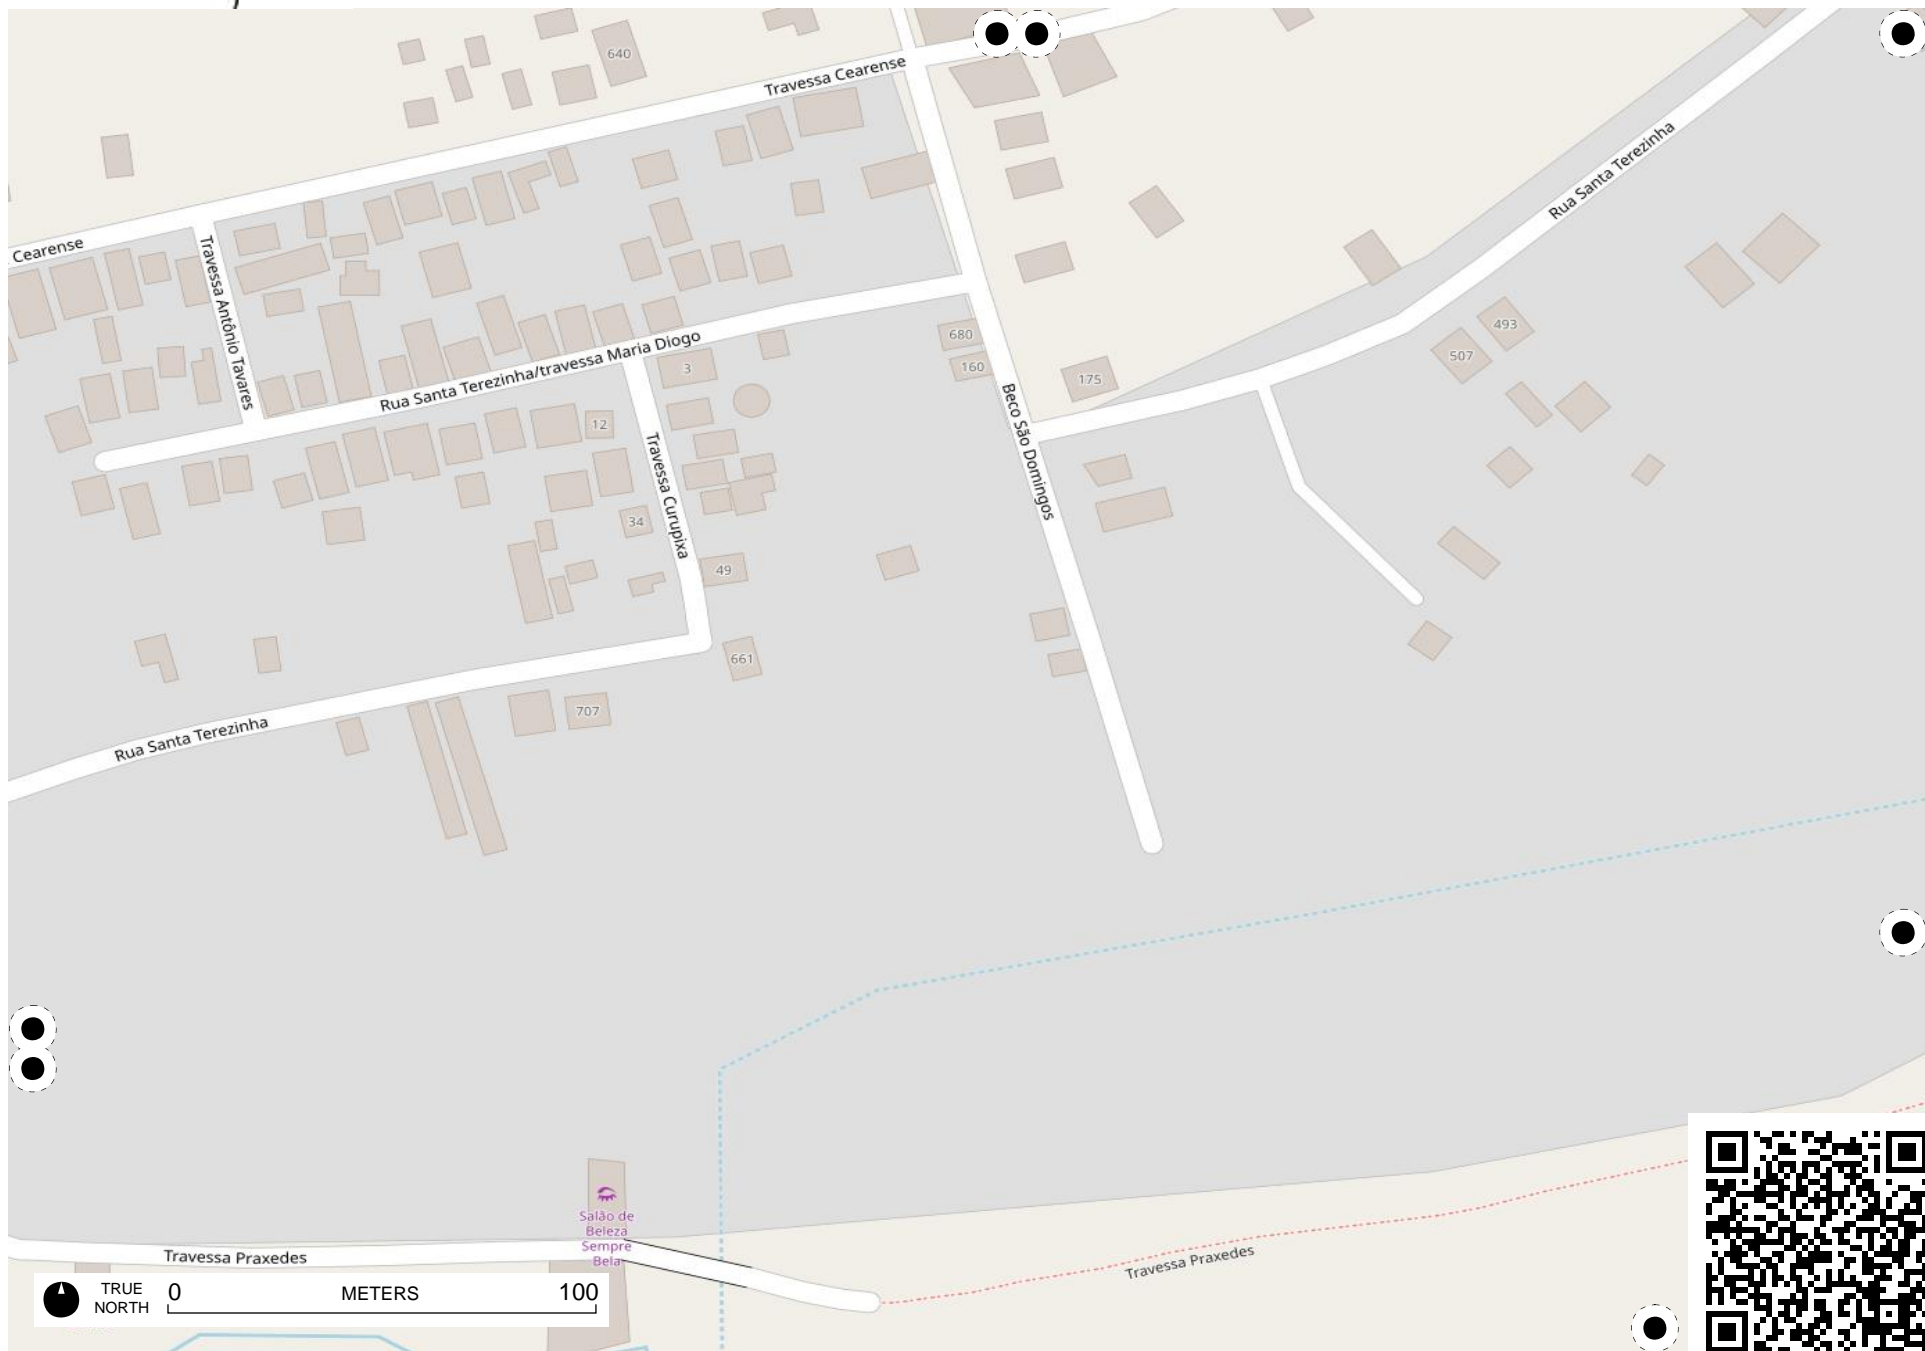 640
Travessa Cearense
Rua Santa Terezinha
Cearense
Travessa Antônio Tavares
493
680
507
3
160
175
Rua Santa Terezinha/travessa Maria Diogo
12
Beco São Domingos
Travessa Curupixa
34
49
661
707
Rua Santa Terezinha
Salão de
Beleza
Sempre
Bela
Travessa Praxedes
Travessa Praxedes
TRUE
NORTH
0
METERS
100